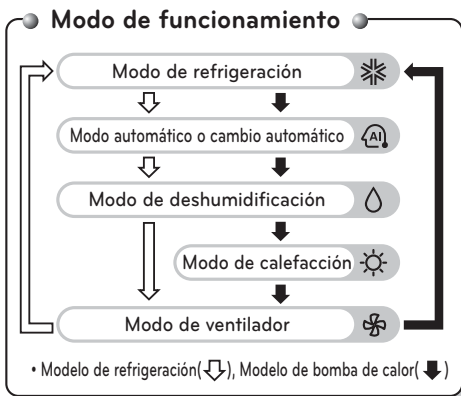 Modo de funcionamiento
Modo de refrigeración
Modo automático o cambio automático
AI
Modo de deshumidificación
Modo de calefacción
Modo de ventilador
• Modelo de refrigeración(⇩), Modelo de bomba de calor(⬇)